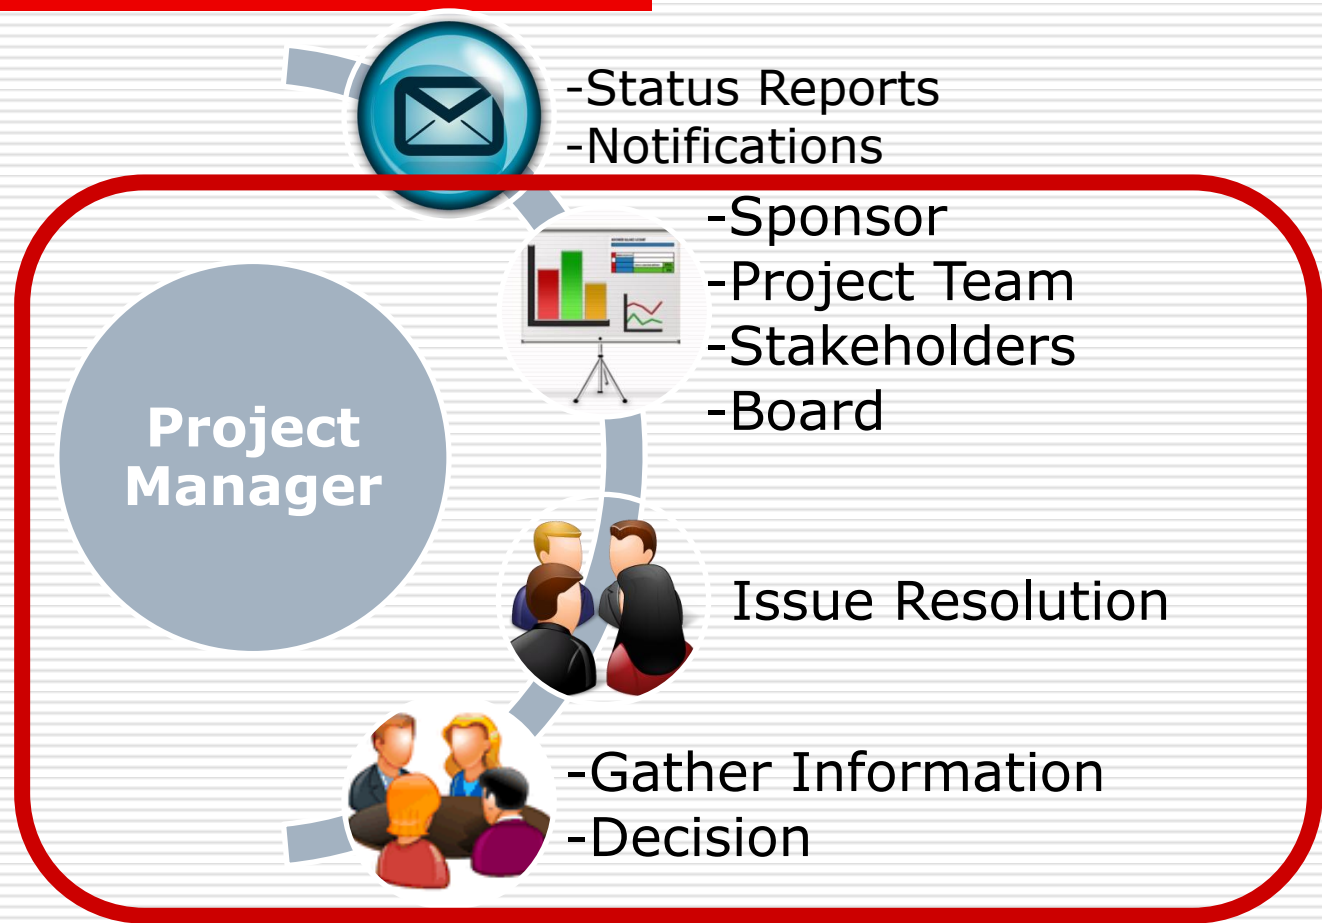 -Status Reports
-Notifications
-Sponsor
-Project Team
-Stakeholders
-Board
Project
Manager
Issue Resolution
-Gather Information
-Decision